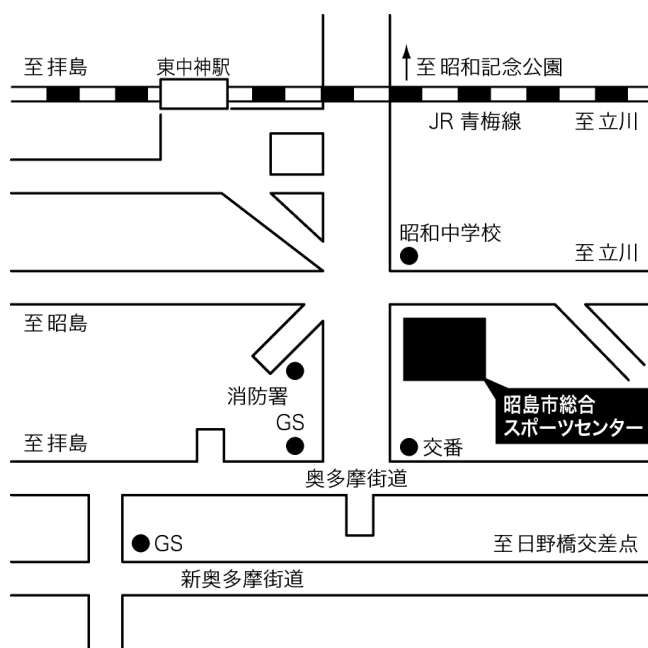 至拝島
東中神駅
至昭和記念公園
JR 青梅線
至立川
昭和中学校
至立川
至昭島
消防署
昭島市総合
スポーツセンター
GS
至拝島
交番
奥多摩街道
GS
至日野橋交差点
新奥多摩街道